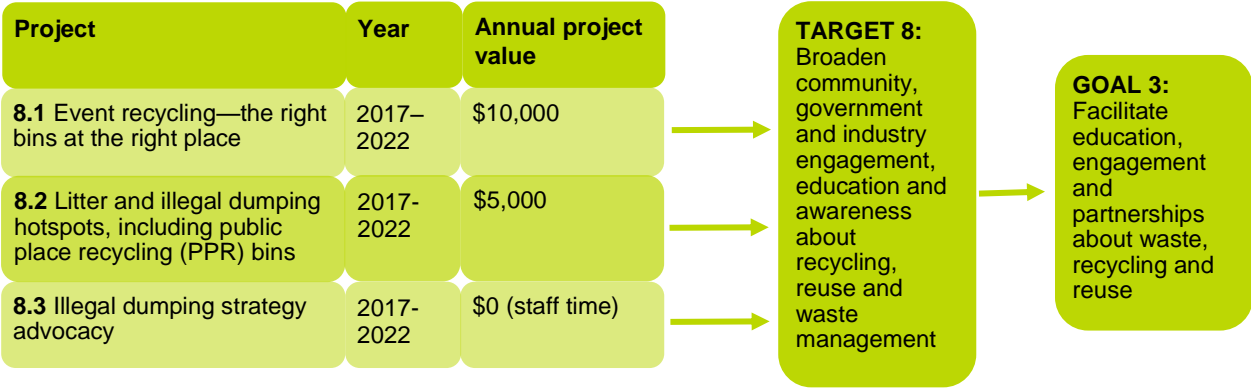 Project
Year
Annual project
value
8.1 Event recycling—the right
bins at the right place
2017–
2022
$10,000
8.2 Litter and illegal dumping
hotspots, including public
place recycling (PPR) bins
2017-
2022
$5,000
8.3 Illegal dumping strategy
advocacy
2017-
2022
$0 (staff time)
TARGET 8:
Broaden
community,
government
and industry
engagement,
education and
awareness
about
recycling,
reuse and
waste
management
GOAL 3:
Facilitate
education,
engagement
and
partnerships
about waste,
recycling and
reuse